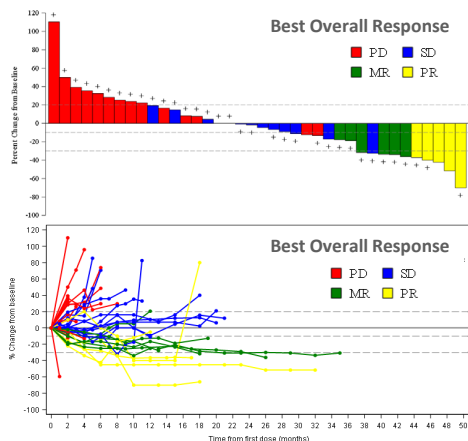 Best Overall Response
PD SD
MR PR
Percent Change from Baseline
120
100
80
60
40
20
0
-20
-40
-60
-80
-100
Best Overall Response
PD SD
MR PR
% Change from baseline
120
100
80
60
40
20
0
-20
-40
-60
-80
-100
0 2 4 6 8 10 12 14 16 18 20 22 24 26 28 30 32 34 36 38 40 42 44 46 48 50
Time from first dose (months)